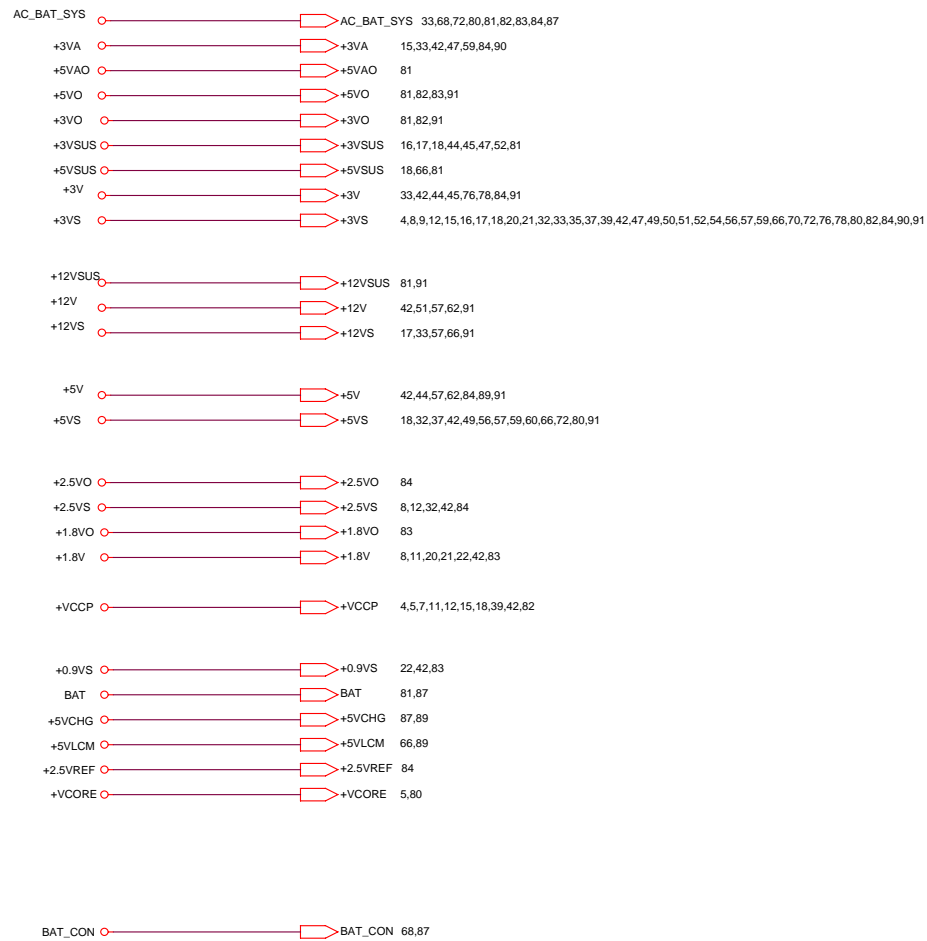 AC_BAT_SYS AC_BAT_SYS 33,68,72,80,81,82,83,84,87
+3VA +3VA 15,33,42,47,59,84,90
+5VAO +5VAO 81
+5VO +5VO 81,82,83,91
+3VO +3VO 81,82,91
+3VSUS +3VSUS 16,17,18,44,45,47,52,81
+5VSUS +5VSUS 18,66,81
+3V +3V 33,42,44,45,76,78,84,91
+3VS +3VS 4,8,9,12,15,16,17,18,20,21,32,33,35,37,39,42,47,49,50,51,52,54,56,57,59,66,70,72,76,78,80,82,84,90,91
+12VSUS +12VSUS 81,91
+12V +12V 42,51,57,62,91
+12VS +12VS 17,33,57,66,91
+5V +5V 42,44,57,62,84,89,91
+5VS +5VS 18,32,37,42,49,56,57,59,60,66,72,80,91
+2.5VO +2.5VO 84
+2.5VS +2.5VS 8,12,32,42,84
+1.8VO +1.8VO 83
+1.8V +1.8V 8,11,20,21,22,42,83
+VCCP +VCCP 4,5,7,11,12,15,18,39,42,82
+0.9VS +0.9VS 22,42,83
BAT BAT 81,87
+5VCHG +5VCHG 87,89
+5VLCM +5VLCM 66,89
+2.5VREF +2.5VREF 84
+VCORE +VCORE 5,80
BAT_CON BAT_CON 68,87